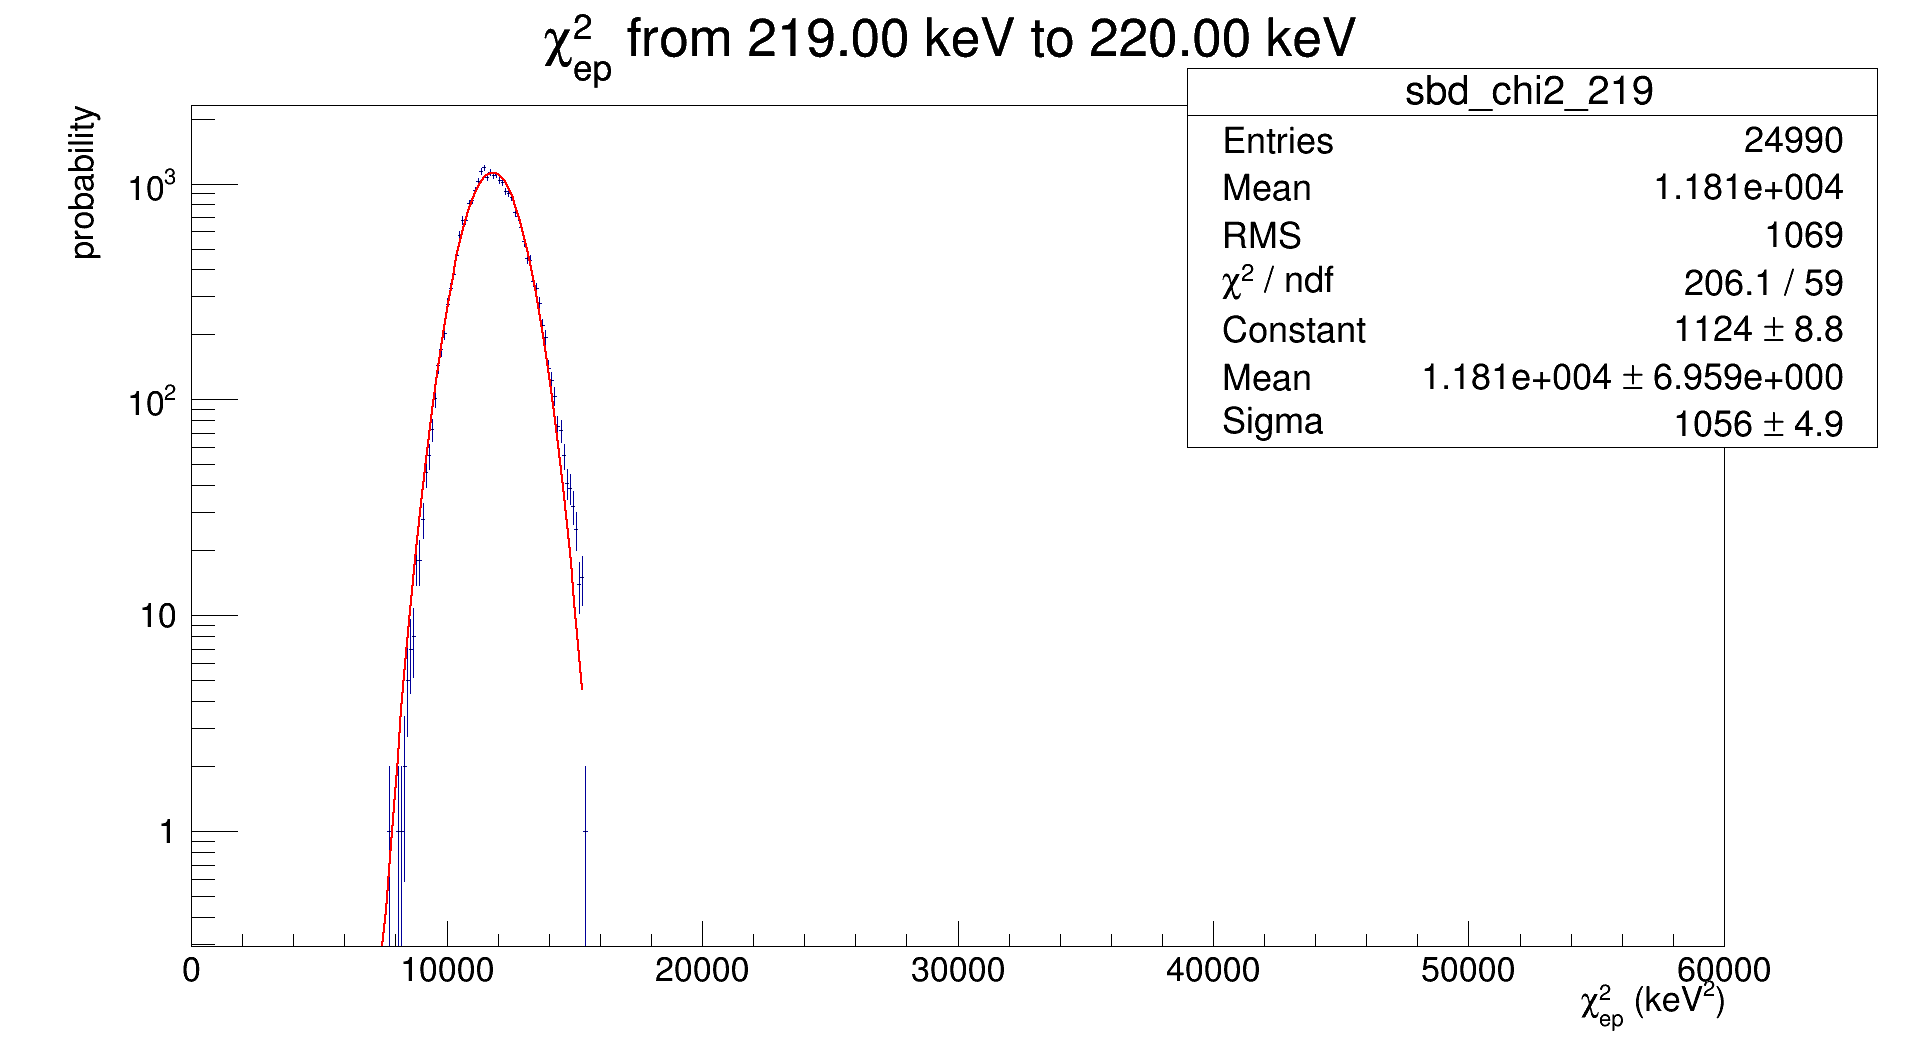 χ²ep from 219.00 keV to 220.00 keV
sbd_chi2_219
Entries 24990
Mean 1.181e+004
RMS 1069
χ² / ndf 206.1 / 59
Constant 1124 ± 8.8
Mean 1.181e+004 ± 6.959e+000
Sigma 1056 ± 4.9
probability
10³
10²
10
1
0 10000 20000 30000 40000 50000 60000
χ²ep (keV²)